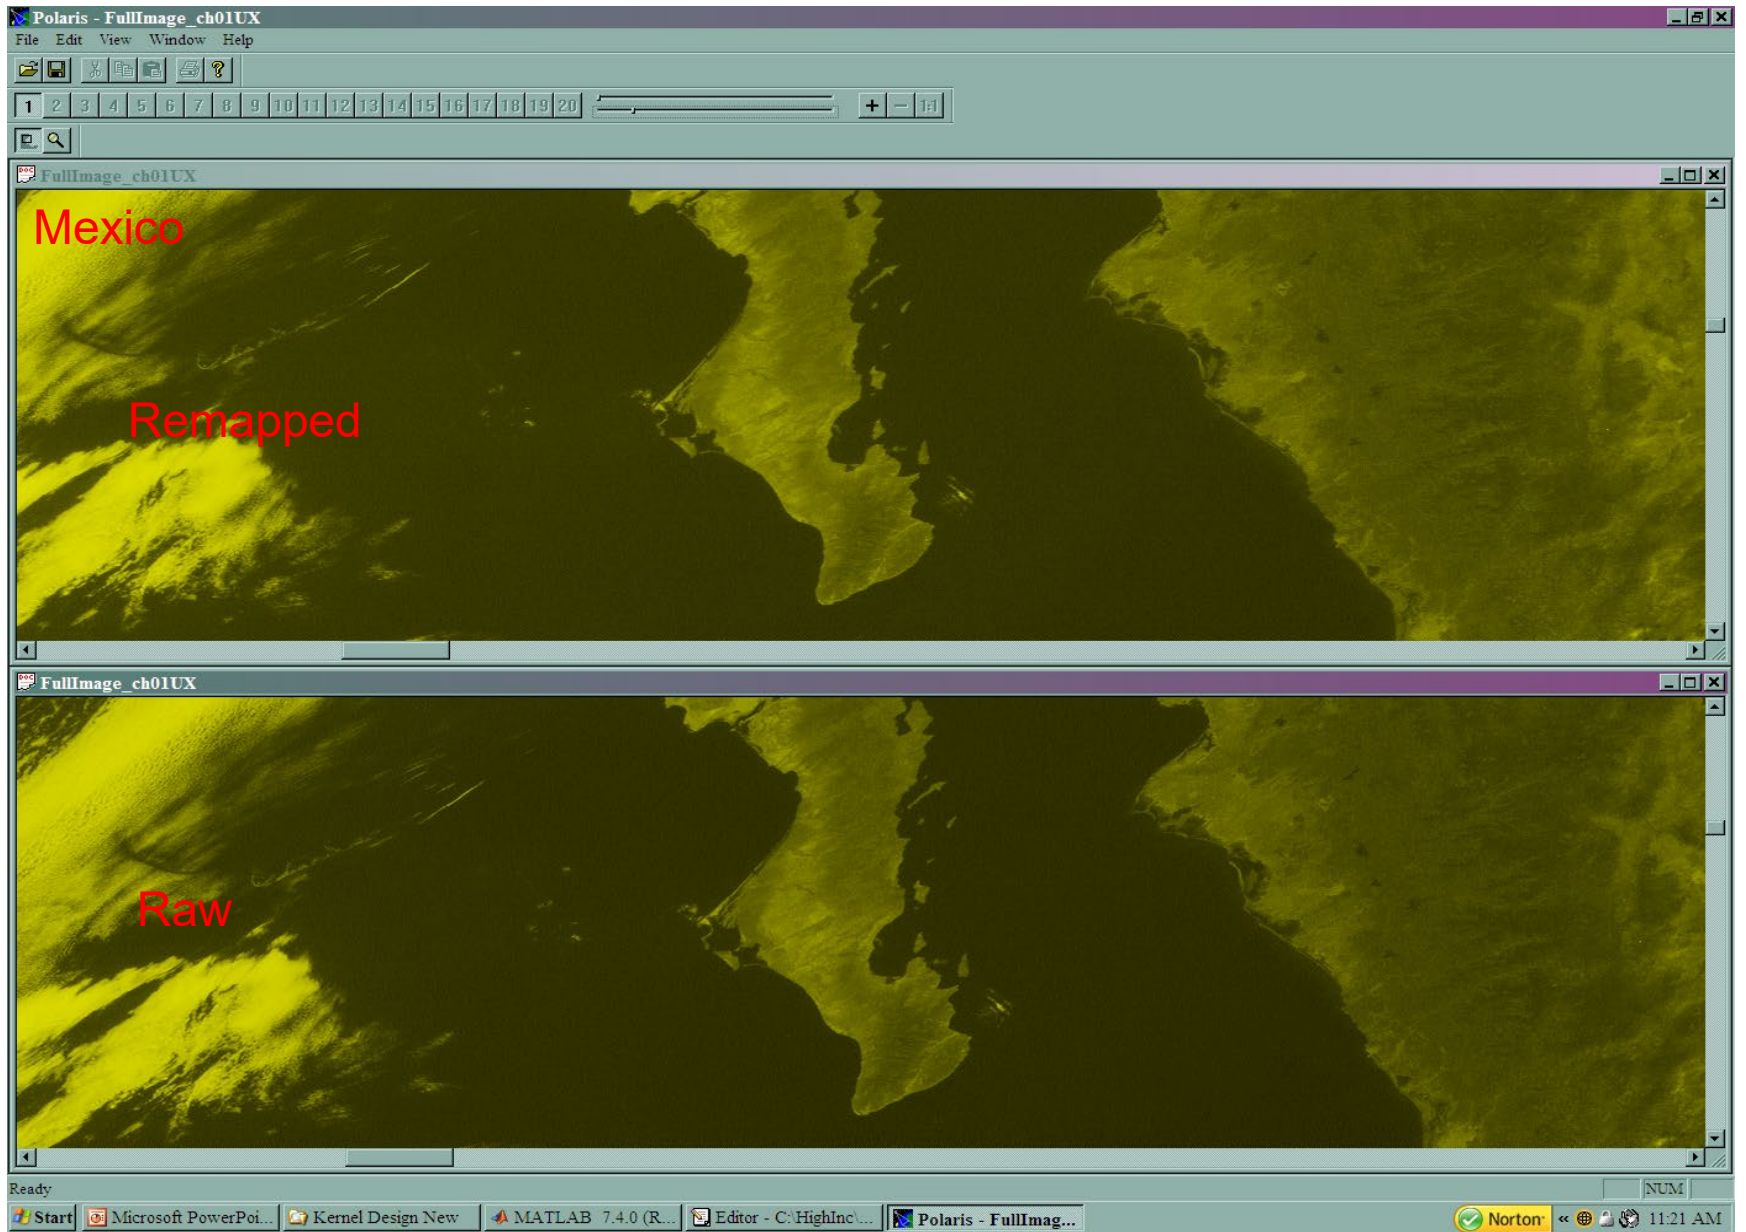 Polaris - FullImage_ch01UX
File Edit View Window Help
1 2 3 4 5 6 7 8 9 10 11 12 13 14 15 16 17 18 19 20 1:1
FullImage_ch01UX
Mexico
Remapped
FullImage_ch01UX
Raw
Ready NUM
Start Microsoft PowerPoi... Kernel Design New MATLAB 7.4.0 (R... Editor - C:\HighInc\... Polaris - FullImag... Norton 11:21 AM